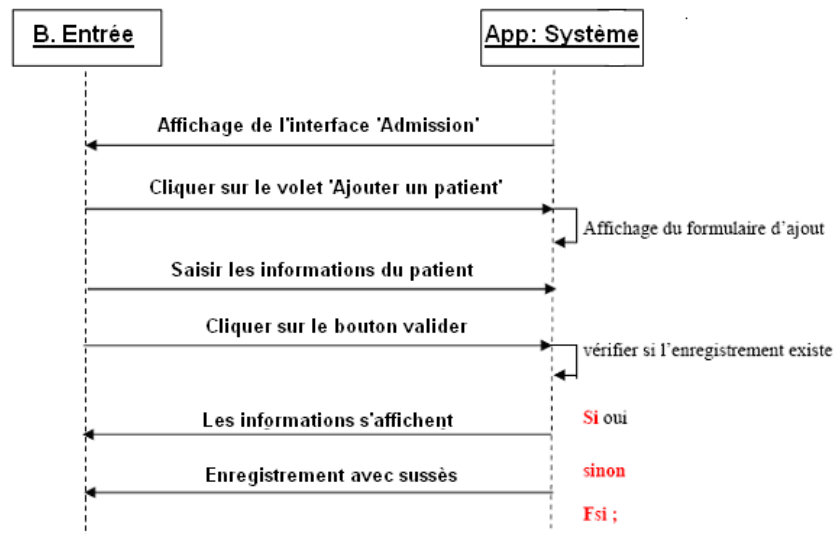 B. Entrée
App: Système
Affichage de l'interface 'Admission'
Cliquer sur le volet 'Ajouter un patient'
Affichage du formulaire d'ajout
Saisir les informations du patient
Cliquer sur le bouton valider
vérifier si l'enregistrement existe
Les informations s'affichent
Si oui
Enregistrement avec sussès
sinon
Fsi ;